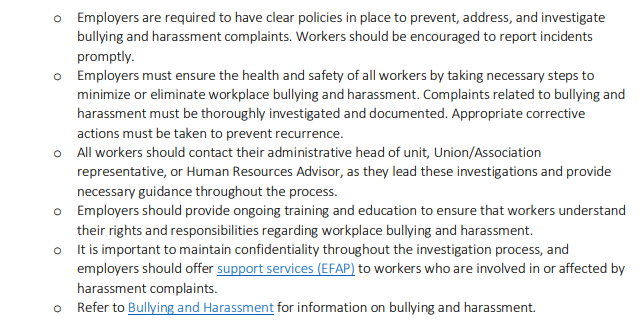 o Employers are required to have clear policies in place to prevent, address, and investigate
bullying and harassment complaints. Workers should be encouraged to report incidents
promptly.
o Employers must ensure the health and safety of all workers by taking necessary steps to
minimize or eliminate workplace bullying and harassment. Complaints related to bullying and
harassment must be thoroughly investigated and documented. Appropriate corrective
actions must be taken to prevent recurrence.
o All workers should contact their administrative head of unit, Union/Association
representative, or Human Resources Advisor, as they lead these investigations and provide
necessary guidance throughout the process.
o Employers should provide ongoing training and education to ensure that workers understand
their rights and responsibilities regarding workplace bullying and harassment.
o It is important to maintain confidentiality throughout the investigation process, and
employers should offer support services (EFAP) to workers who are involved in or affected by
harassment complaints.
o Refer to Bullying and Harassment for information on bullying and harassment.